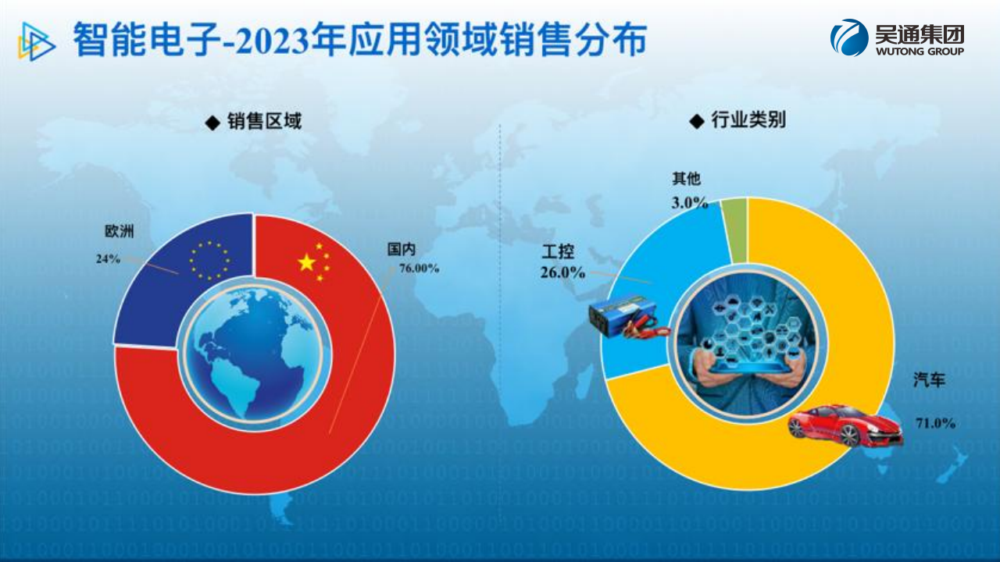 智能电子-2023年应用领域销售分布
吴通集团
WUTONG GROUP
◆ 销售区域
欧洲
24%
国内
76.00%
◆ 行业类别
其他
3.0%
工控
26.0%
汽车
71.0%